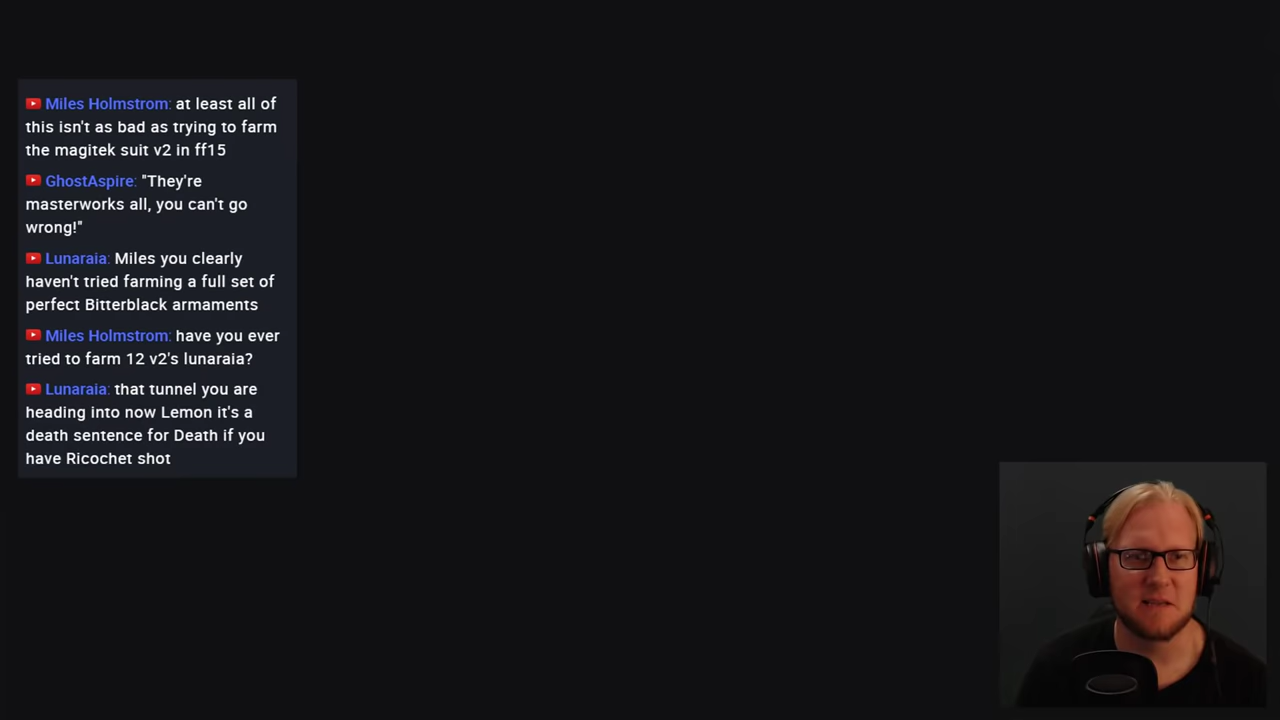 Miles Holmstrom: at least all of
this isn't as bad as trying to farm
the magitek suit v2 in ff15
GhostAspire: "They're
masterworks all, you can't go
wrong!"
Lunaraia: Miles you clearly
haven't tried farming a full set of
perfect Bitterblack armaments
Miles Holmstrom: have you ever
tried to farm 12 v2's lunaraia?
Lunaraia: that tunnel you are
heading into now Lemon it's a
death sentence for Death if you
have Ricochet shot